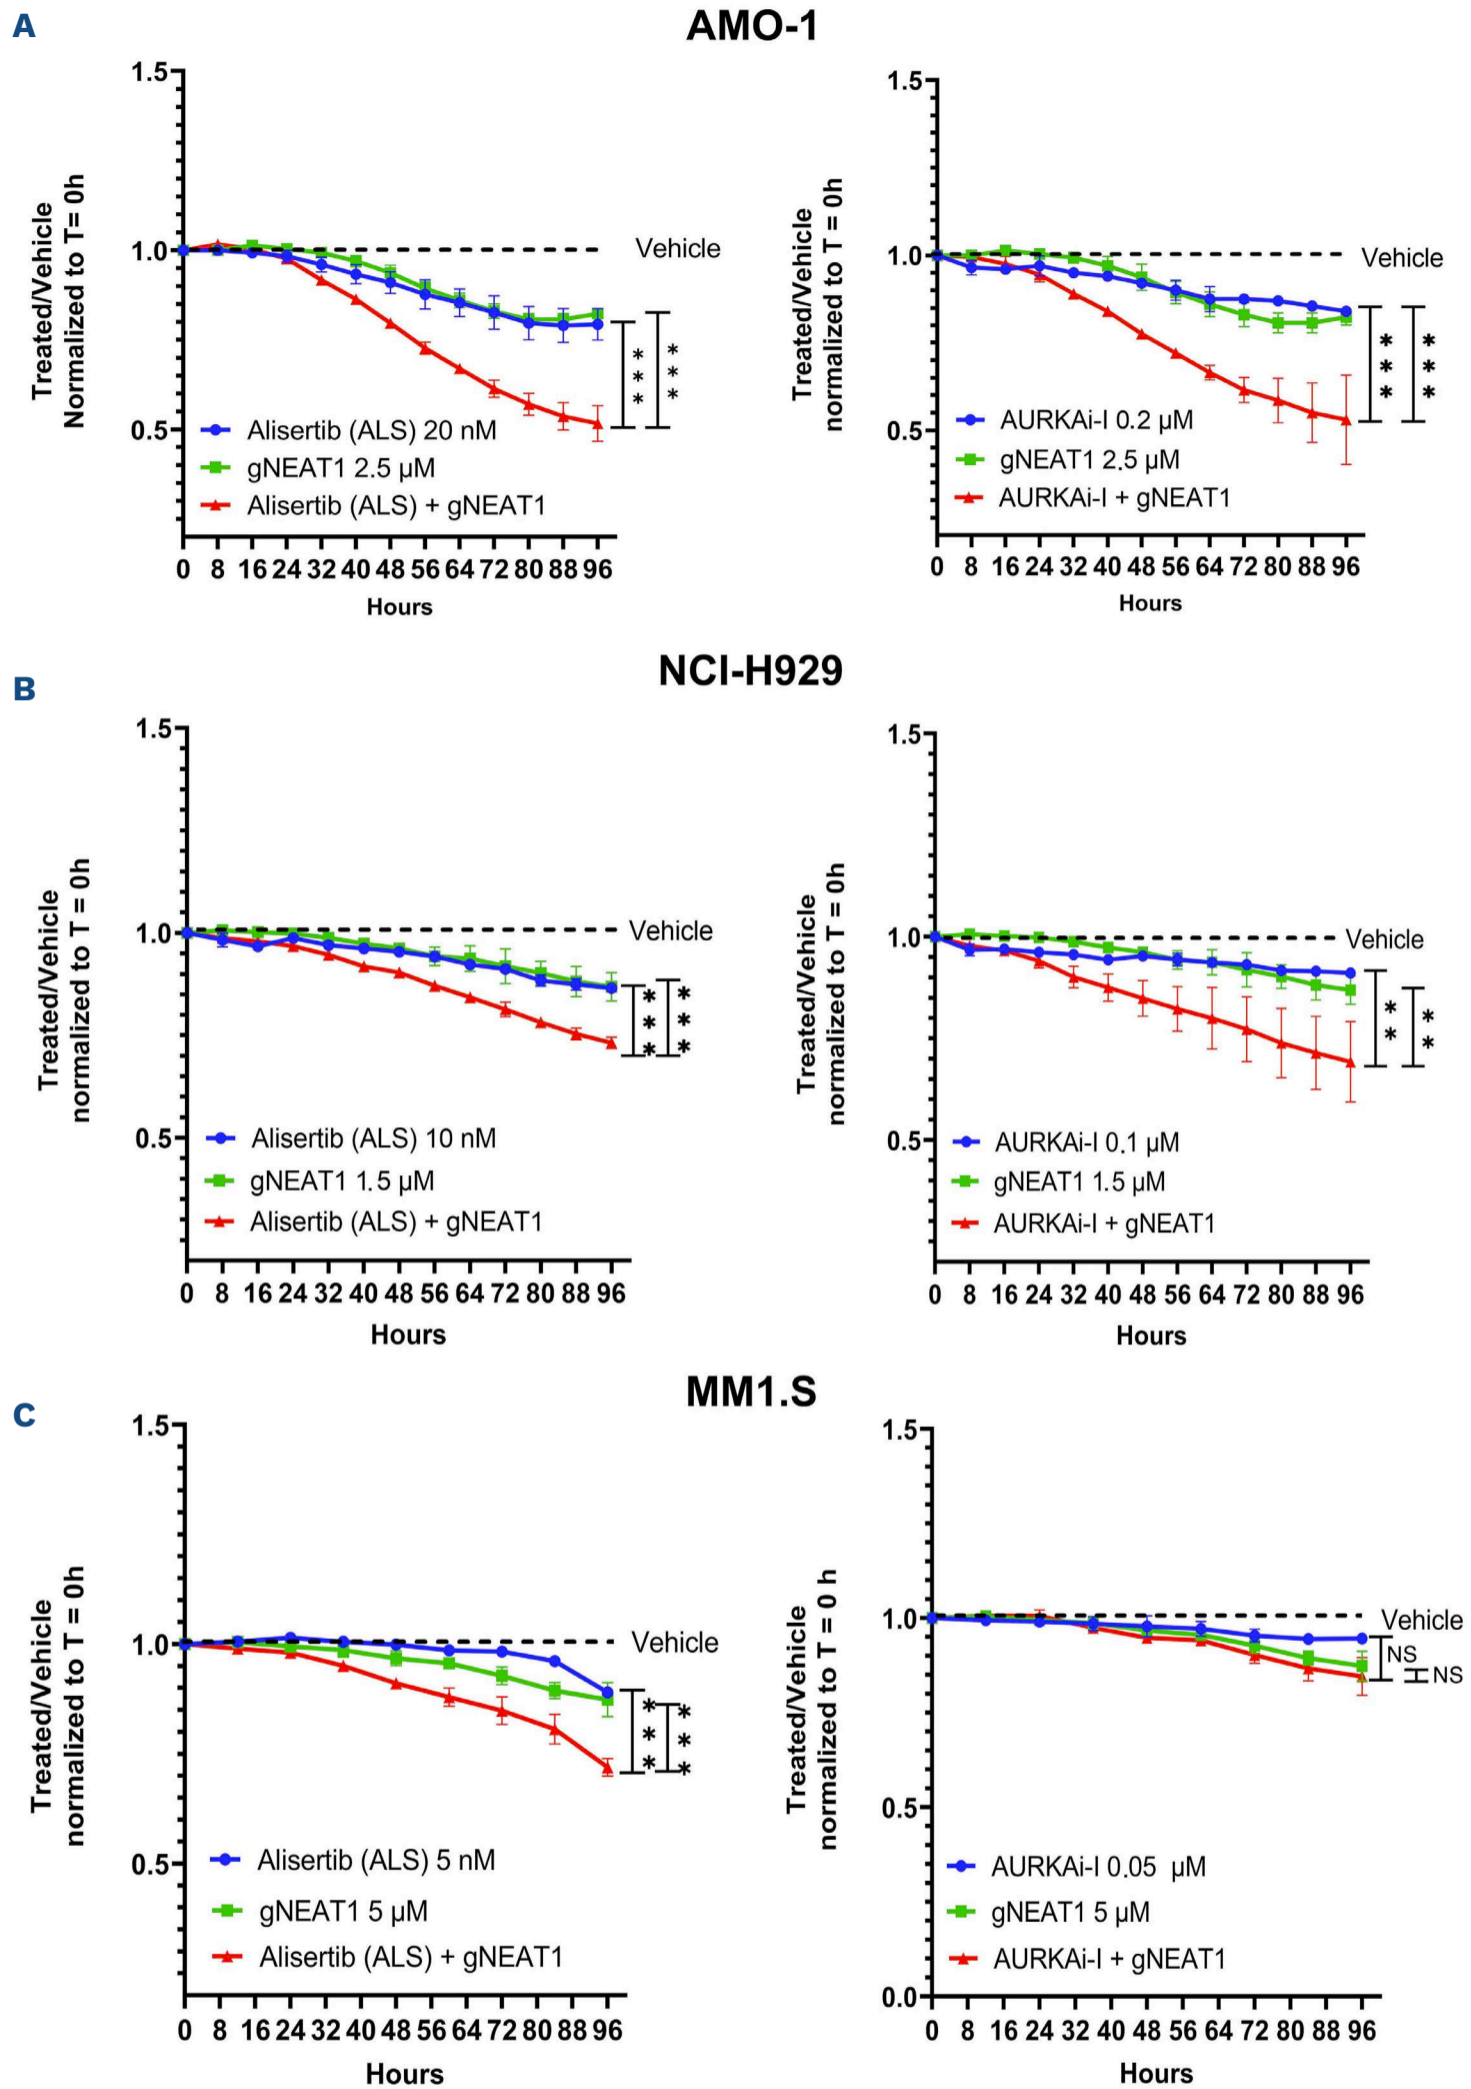 A
AMO-1
Treated/Vehicle
Normalized to T= 0h
1.5
1.0
0.5
Vehicle
***
***
Alisertib (ALS) 20 nM
gNEAT1 2.5 µM
Alisertib (ALS) + gNEAT1
0 8 16 24 32 40 48 56 64 72 80 88 96
Hours
Treated/Vehicle
normalized to T = 0h
1.5
1.0
0.5
Vehicle
***
***
AURKAi-I 0.2 µM
gNEAT1 2.5 µM
AURKAi-I + gNEAT1
0 8 16 24 32 40 48 56 64 72 80 88 96
Hours
B
NCI-H929
Treated/Vehicle
normalized to T = 0h
1.5
1.0
0.5
Vehicle
***
***
Alisertib (ALS) 10 nM
gNEAT1 1.5 µM
Alisertib (ALS) + gNEAT1
0 8 16 24 32 40 48 56 64 72 80 88 96
Hours
Treated/Vehicle
normalized to T = 0h
1.5
1.0
0.5
Vehicle
**
**
AURKAi-I 0.1 µM
gNEAT1 1.5 µM
AURKAi-I + gNEAT1
0 8 16 24 32 40 48 56 64 72 80 88 96
Hours
C
MM1.S
Treated/Vehicle
normalized to T = 0h
1.5
1.0
0.5
Vehicle
***
***
Alisertib (ALS) 5 nM
gNEAT1 5 µM
Alisertib (ALS) + gNEAT1
0 8 16 24 32 40 48 56 64 72 80 88 96
Hours
Treated/Vehicle
normalized to T = 0 h
1.5
1.0
0.5
0.0
Vehicle
NS
NS
AURKAi-I 0.05 µM
gNEAT1 5 µM
AURKAi-I + gNEAT1
0 8 16 24 32 40 48 56 64 72 80 88 96
Hours